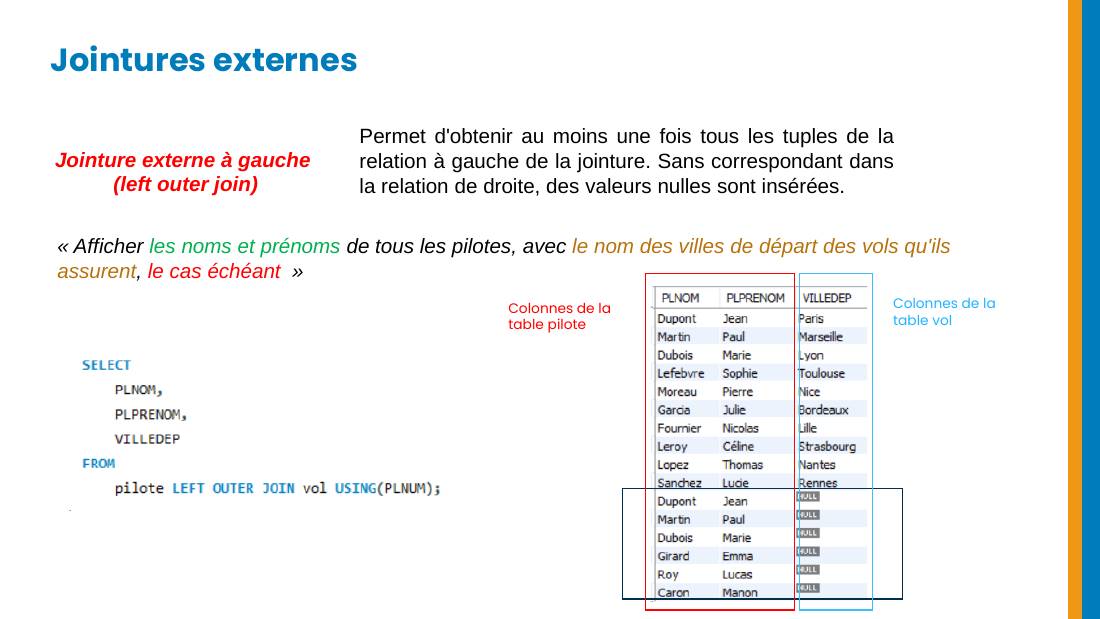 Jointures externes
Jointure externe à gauche
(left outer join)
Permet d'obtenir au moins une fois tous les tuples de la
relation à gauche de la jointure. Sans correspondant dans
la relation de droite, des valeurs nulles sont insérées.
« Afficher les noms et prénoms de tous les pilotes, avec le nom des villes de départ des vols qu'ils
assurent, le cas échéant »
SELECT
PLNOM,
PLPRENOM,
VILLEDEP
FROM
pilote LEFT OUTER JOIN vol USING(PLNUM);
Colonnes de la
table pilote
PLNOM PLPRENOM VILLEDEP
Dupont Jean Paris
Martin Paul Marseille
Dubois Marie Lyon
Lefebvre Sophie Toulouse
Moreau Pierre Nice
Garcia Julie Bordeaux
Fournier Nicolas Lille
Leroy Céline Strasbourg
Lopez Thomas Nantes
Sanchez Lucie Rennes
Dupont Jean NULL
Martin Paul NULL
Dubois Marie NULL
Girard Emma NULL
Roy Lucas NULL
Caron Manon NULL
Colonnes de la
table vol